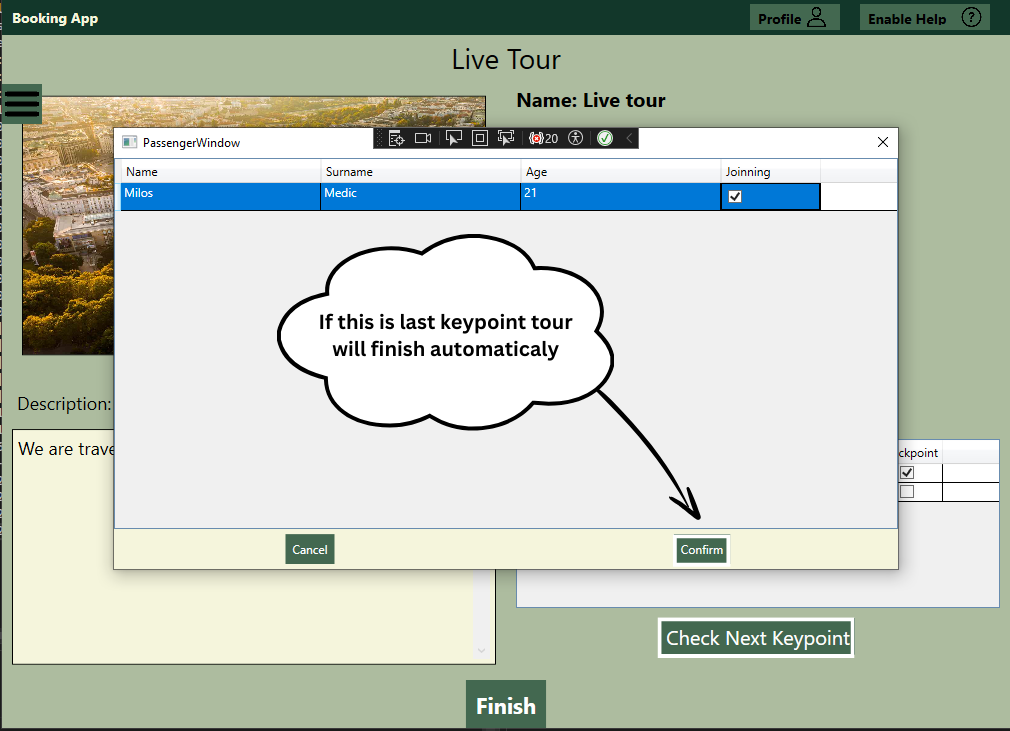 Booking App
Profile
Enable Help ?
Live Tour
Name: Live tour
PassengerWindow
20
Name Surname Age Joinning
Milos Medic 21
If this is last keypoint tour
will finish automaticaly
Description:
We are trave
ckpoint
Cancel
Confirm
Check Next Keypoint
Finish